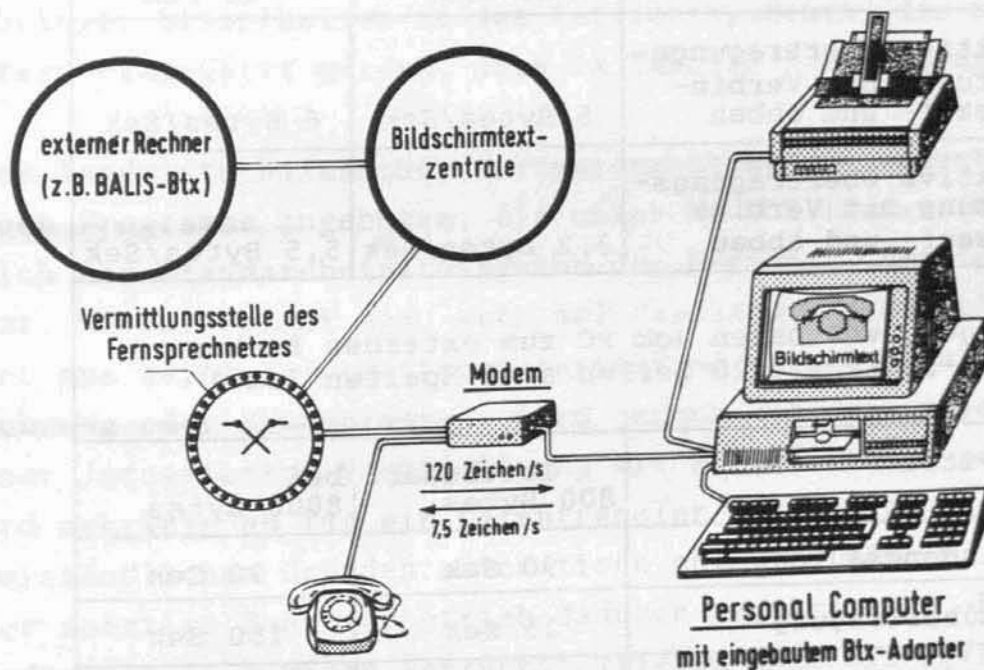 externer Rechner
(z.B. BALIS-Btx)
Bildschirmtext-
zentrale
Vermittlungsstelle des
Fernsprechnetzes
Modem
120 Zeichen/s
7,5 Zeichen/s
Bildschirmtext
Personal Computer
mit eingebautem Btx-Adapter